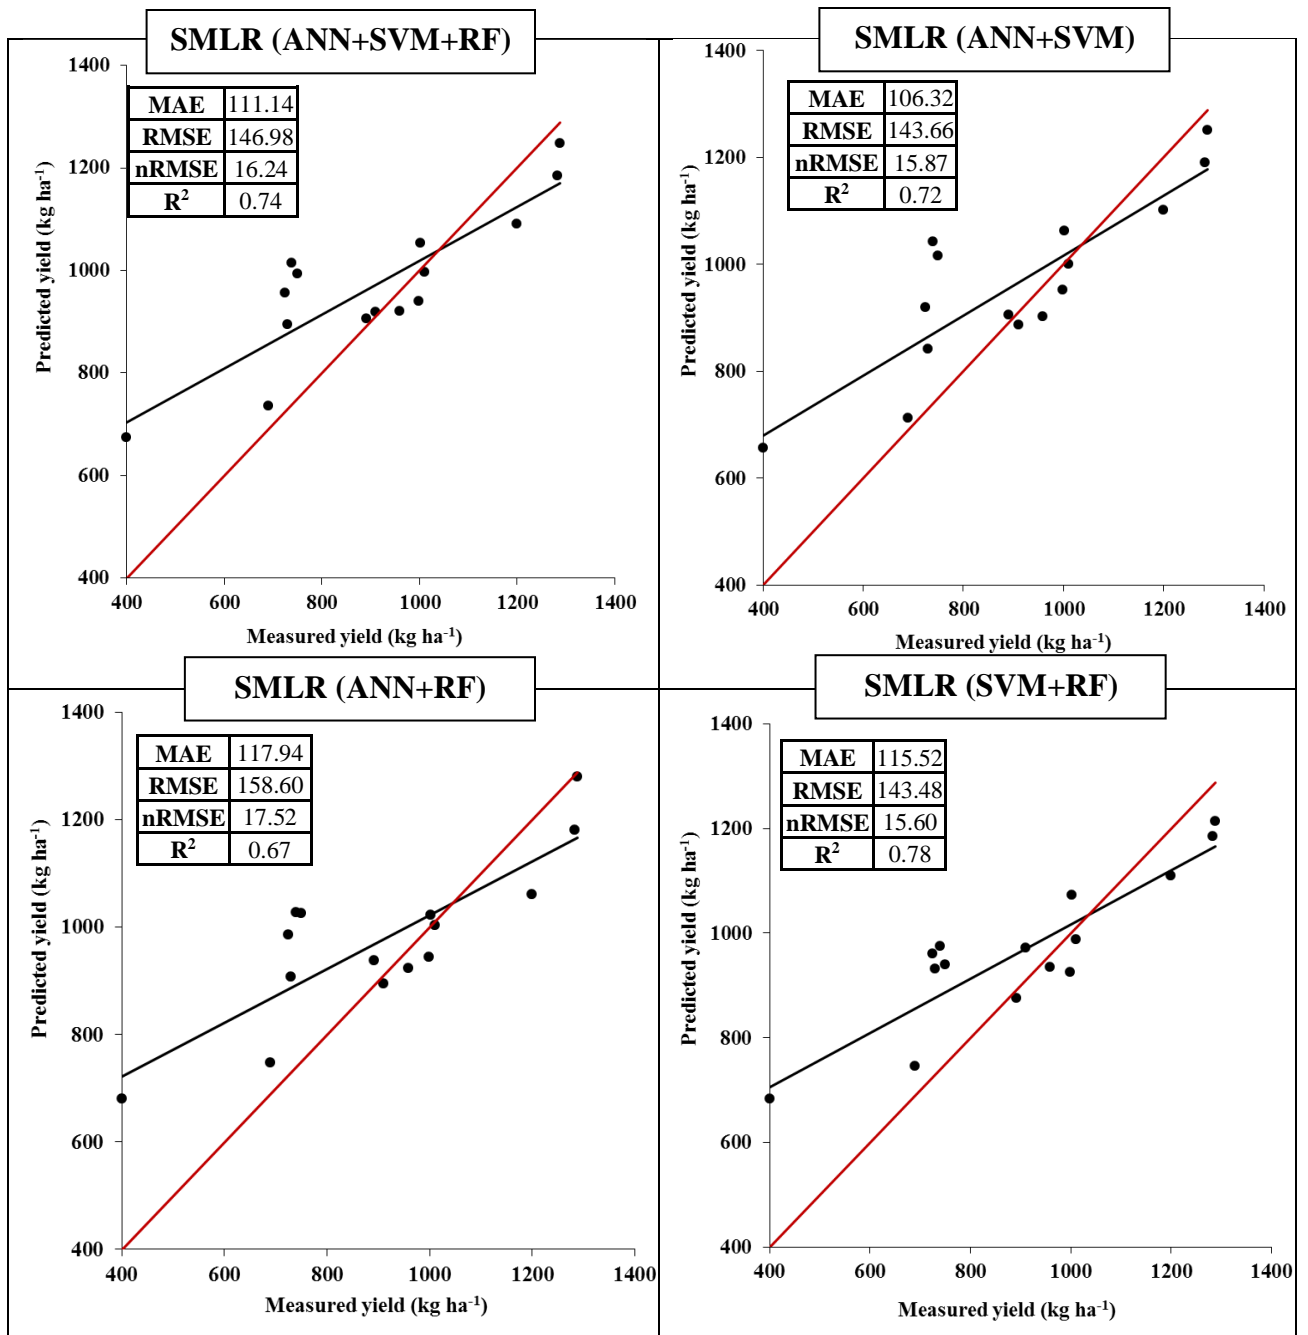 SMLR (ANN+SVM+RF)
MAE 111.14
RMSE 146.98
nRMSE 16.24
R² 0.74
Predicted yield (kg ha⁻¹)
1400
1200
1000
800
600
400
400 600 800 1000 1200 1400
Measured yield (kg ha⁻¹)
SMLR (ANN+SVM)
MAE 106.32
RMSE 143.66
nRMSE 15.87
R² 0.72
Predicted yield (kg ha⁻¹)
1400
1200
1000
800
600
400
400 600 800 1000 1200 1400
Measured yield (kg ha⁻¹)
SMLR (ANN+RF)
MAE 117.94
RMSE 158.60
nRMSE 17.52
R² 0.67
Predicted yield (kg ha⁻¹)
1400
1200
1000
800
600
400
400 600 800 1000 1200 1400
Measured yield (kg ha⁻¹)
SMLR (SVM+RF)
MAE 115.52
RMSE 143.48
nRMSE 15.60
R² 0.78
Predicted yield (kg ha⁻¹)
1400
1200
1000
800
600
400
400 600 800 1000 1200 1400
Measured yield (kg ha⁻¹)